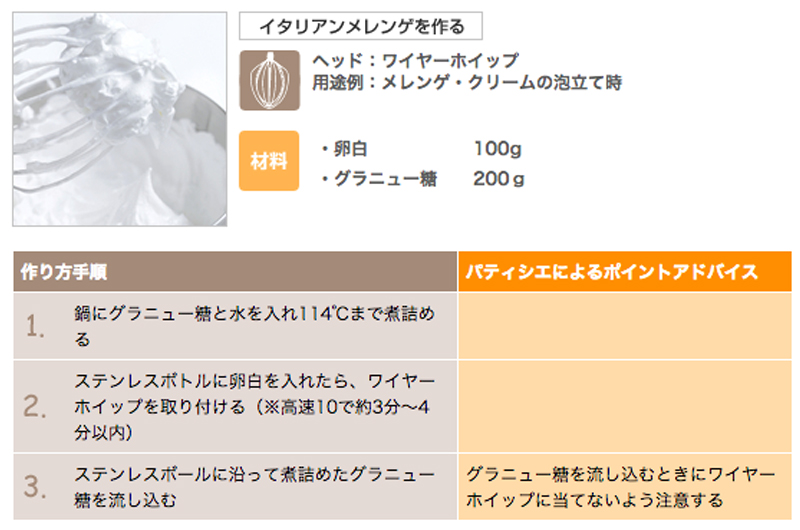 イタリアンメレンゲを作る
ヘッド：ワイヤーホイップ
用途例：メレンゲ・クリームの泡立て時
材料
・卵白 100g
・グラニュー糖 200g
作り方手順
パティシエによるポイントアドバイス
1.
鍋にグラニュー糖と水を入れ114℃まで煮詰め
る
2.
ステンレスボトルに卵白を入れたら、ワイヤー
ホイップを取り付ける（※高速10で約3分～4
分以内）
3.
ステンレスボールに沿って煮詰めたグラニュー
糖を流し込む
グラニュー糖を流し込むときにワイヤー
ホイップに当てないよう注意する